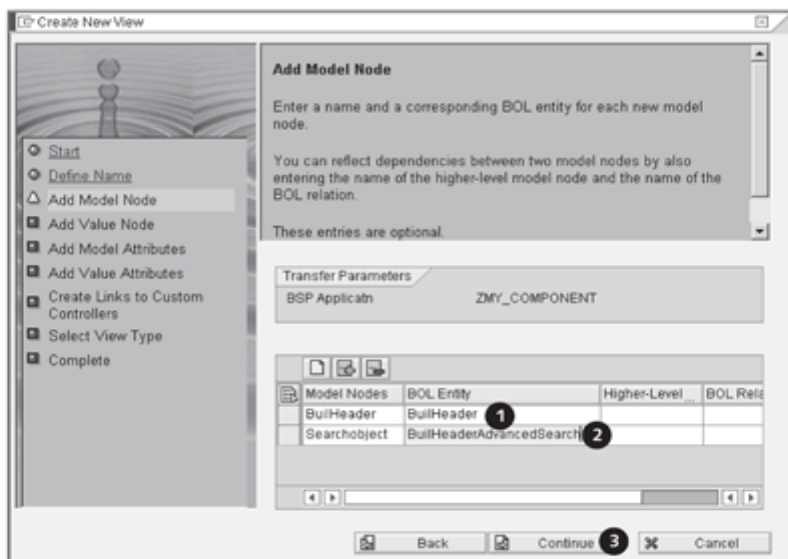 Create New View
Add Model Node
Enter a name and a corresponding BOL entity for each new model
node.
You can reflect dependencies between two model nodes by also
entering the name of the higher-level model node and the name of the
BOL relation.
These entries are optional.
Start
Define Name
Add Model Node
Add Value Node
Add Model Attributes
Add Value Attributes
Create Links to Custom
Controllers
Select View Type
Complete
Transfer Parameters
BSP Applicatn ZMY_COMPONENT
Model Nodes BOL Entity Higher-Level ... BOL Rela
BuilHeader BuilHeader 1
Searchobject BuilHeaderAdvancedSearch 2
Back Continue 3 Cancel